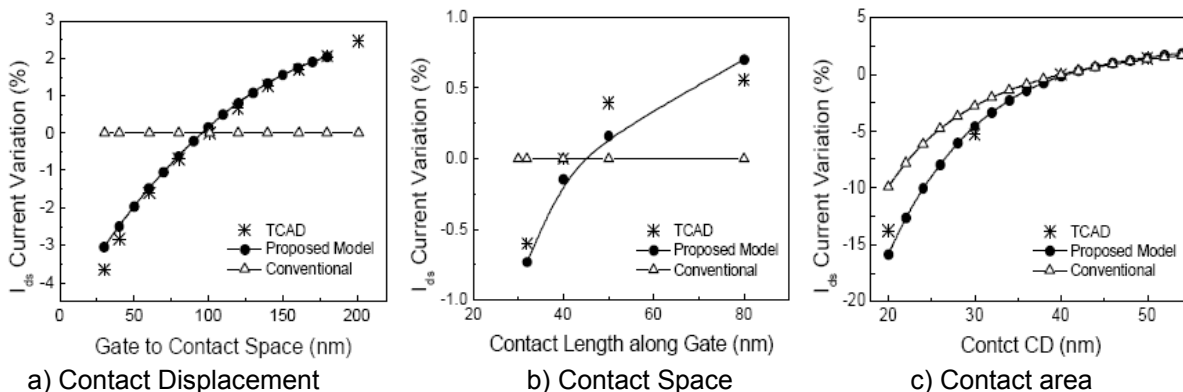 3
2
1
0
-1
-2
-3
-4
0 50 100 150 200
I_ds Current Variation (%)
TCAD
Proposed Model
Conventional
Gate to Contact Space (nm)
a) Contact Displacement
1.0
0.5
0.0
-0.5
-1.0
20 40 60 80
I_ds Current Variation (%)
TCAD
Proposed Model
Conventional
Contact Length along Gate (nm)
b) Contact Space
5
0
-5
-10
-15
-20
20 30 40 50
I_ds Current Variation (%)
TCAD
Proposed Model
Conventional
Contct CD (nm)
c) Contact area